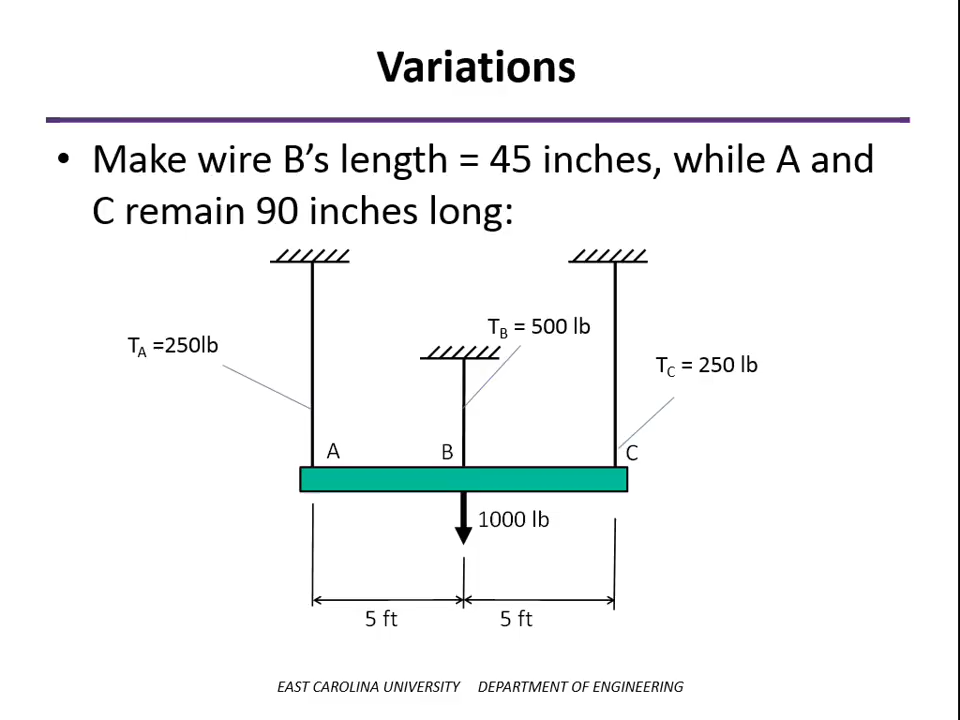 Variations
• Make wire B’s length = 45 inches, while A and
C remain 90 inches long:
T_B = 500 lb
T_A =250lb
T_C = 250 lb
A
B
C
1000 lb
5 ft
5 ft
EAST CAROLINA UNIVERSITY DEPARTMENT OF ENGINEERING